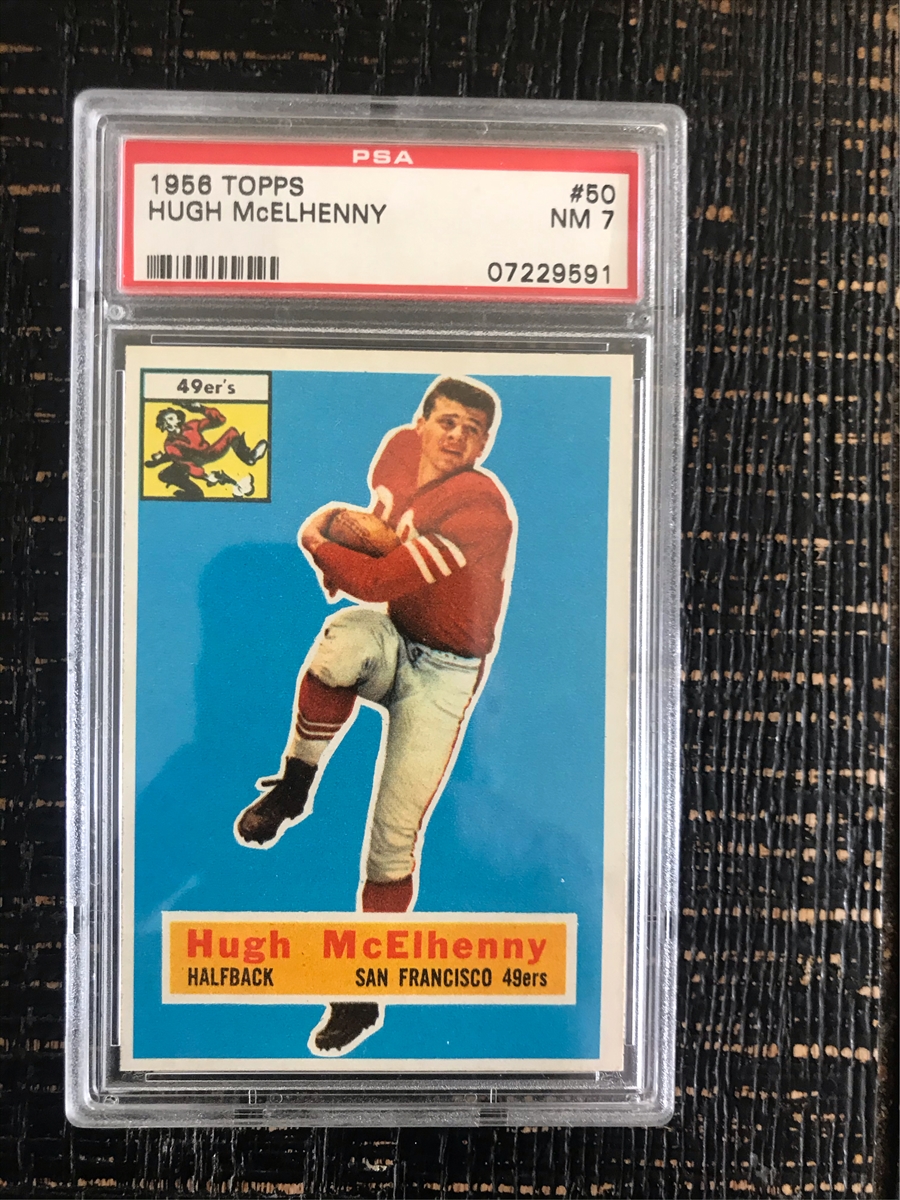 PSA
1956 TOPPS #50
HUGH McELHENNY NM 7
07229591
49er's
Hugh McElhenny
HALFBACK SAN FRANCISCO 49ers